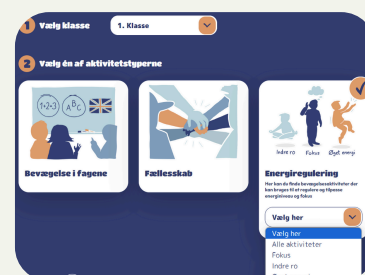 1 Vælg klasse
1. Klasse
2 Vælg én af aktivitetstyperne
1+2=3
ABC
Indre ro
Fokus
Øget energi
Bevægelse i fagene
Fællesskab
Energiregulering
Her kan du finde bevægelsesaktiviteter der
kan bruges til at regulere og tilpasse
energiniveau og fokus
Vælg her
Vælg her
Alle aktiviteter
Fokus
Indre ro